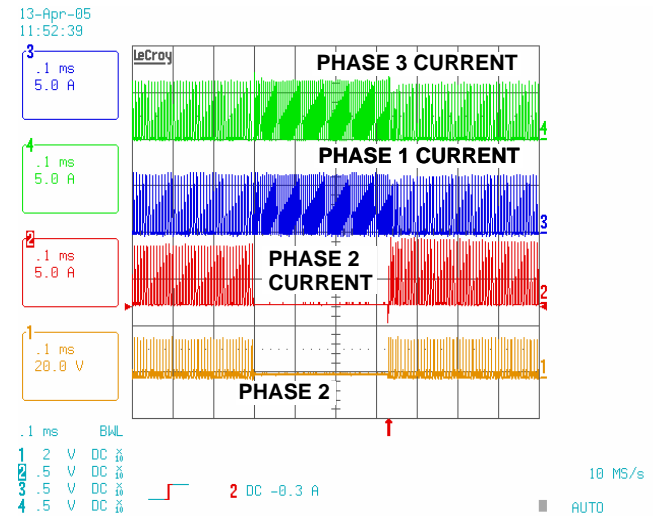 13-Apr-05
11:52:39
3
.1 ms
5.0 A
4
.1 ms
5.0 A
2
.1 ms
5.0 A
1
.1 ms
20.0 V
LeCroy
PHASE 3 CURRENT
4
PHASE 1 CURRENT
3
PHASE 2
CURRENT
2
1
PHASE 2
.1 ms BWL
1 2 V DC X10
2 .5 V DC X10
3 .5 V DC X10
4 .5 V DC X10
2 DC -0.3 A
10 MS/s
AUTO